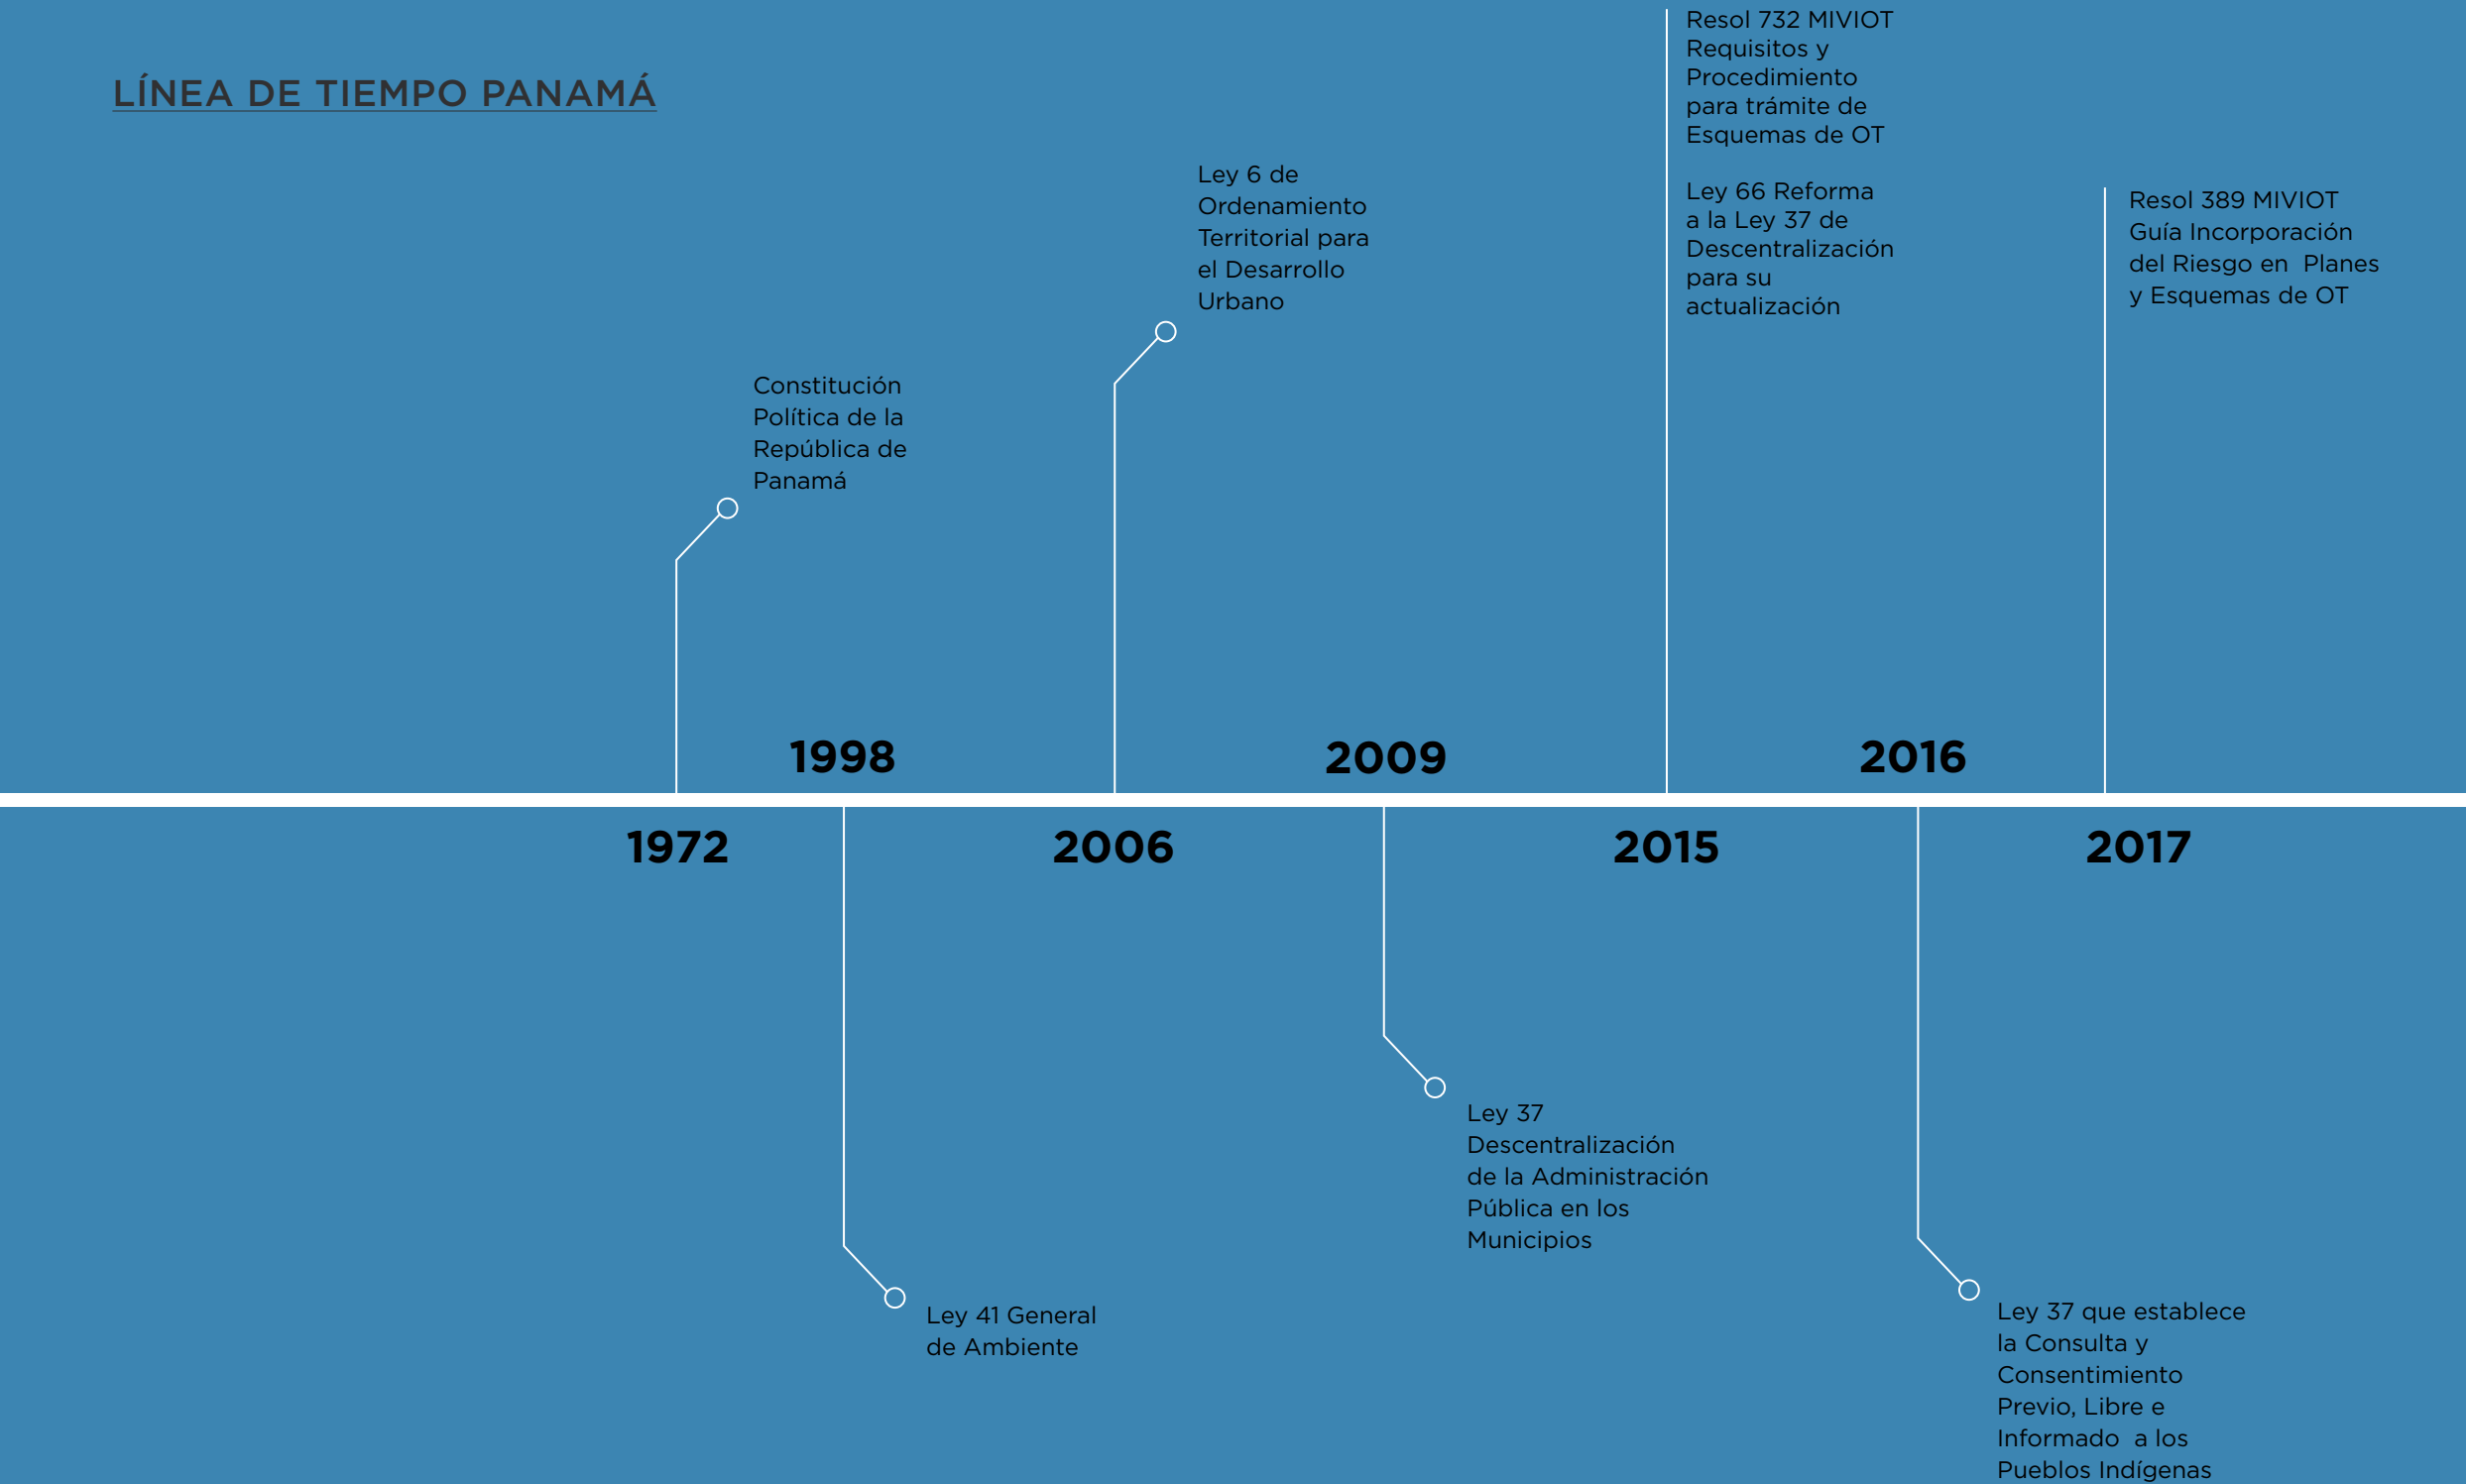 LÍNEA DE TIEMPO PANAMÁ
Constitución
Política de la
República de
Panamá
Ley 6 de
Ordenamiento
Territorial para
el Desarrollo
Urbano
Resol 732 MIVIOT
Requisitos y
Procedimiento
para trámite de
Esquemas de OT
Ley 66 Reforma
a la Ley 37 de
Descentralización
para su
actualización
Resol 389 MIVIOT
Guía Incorporación
del Riesgo en  Planes
y Esquemas de OT
1998
2009
2016
1972
2006
2015
2017
Ley 41 General
de Ambiente
Ley 37
Descentralización
de la Administración
Pública en los
Municipios
Ley 37 que establece
la Consulta y
Consentimiento
Previo, Libre e
Informado  a los
Pueblos Indígenas